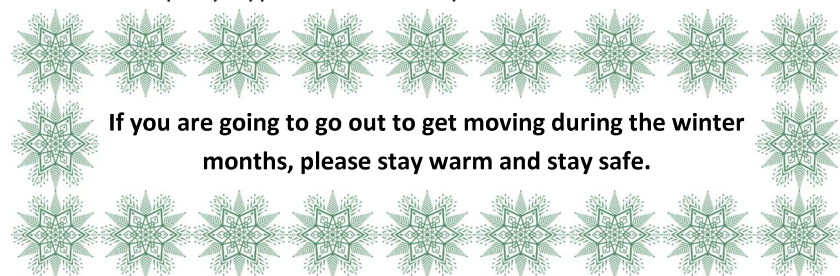 If you are going to go out to get moving during the winter
months, please stay warm and stay safe.